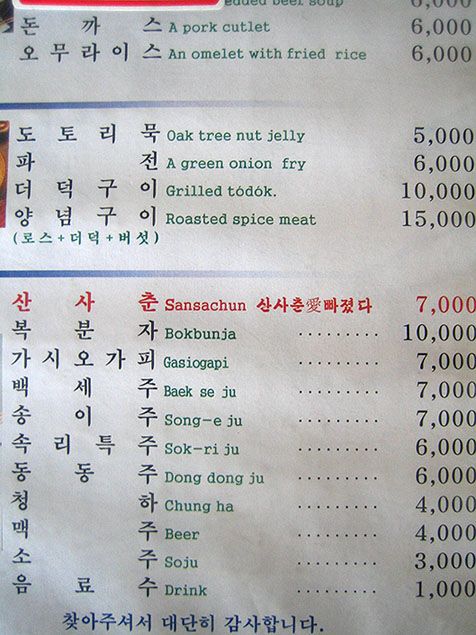 beef soup 6,000
돈 까 스 A pork cutlet 6,000
오 무 라 이 스 An omelet with fried rice 6,000
도 토 리 묵 Oak tree nut jelly 5,000
파 전 A green onion fry 6,000
더 덕 구 이 Grilled tódók. 10,000
양 념 구 이 Roasted spice meat 15,000
(로스+더덕+버섯)
산 사 춘 Sansachun 산사춘愛빠졌다 7,000
복 분 자 Bokbunja ......... 10,000
가 시 오 가 피 Gasiogapi ......... 7,000
백 세 주 Baek se ju ......... 7,000
송 이 주 Song-e ju ......... 7,000
속 리 특 주 Sok-ri ju ......... 6,000
동 동 주 Dong dong ju ......... 6,000
청 하 Chung ha ......... 4,000
맥 주 Beer ......... 4,000
소 주 Soju ......... 3,000
음 료 수 Drink ......... 1,000
찾아주셔서 대단히 감사합니다.